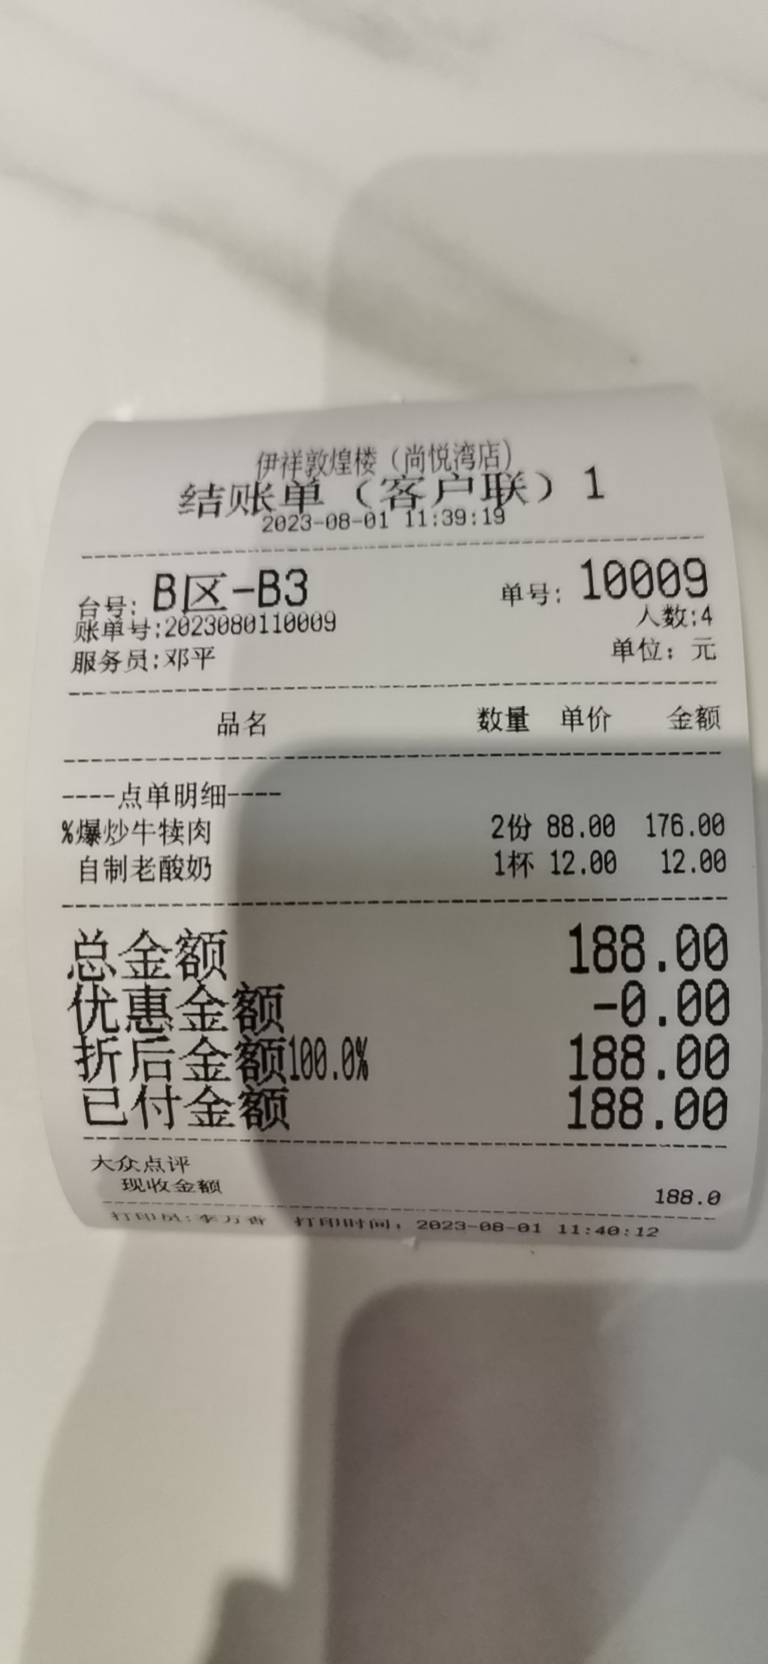 伊祥敦煌楼（尚悦湾店）
结账单（客户联）1
2023-08-01 11:39:19
台号: B区-B3 单号: 10009
账单号:2023080110009 人数:4
服务员:邓平 单位：元
品名 数量 单价 金额
----点单明细----
%爆炒牛犊肉 2份 88.00 176.00
自制老酸奶 1杯 12.00 12.00
总金额 188.00
优惠金额 -0.00
折后金额100.0% 188.00
已付金额 188.00
大众点评
现收金额 188.0
打印员:李万香 打印时间：2023-08-01 11:40:12